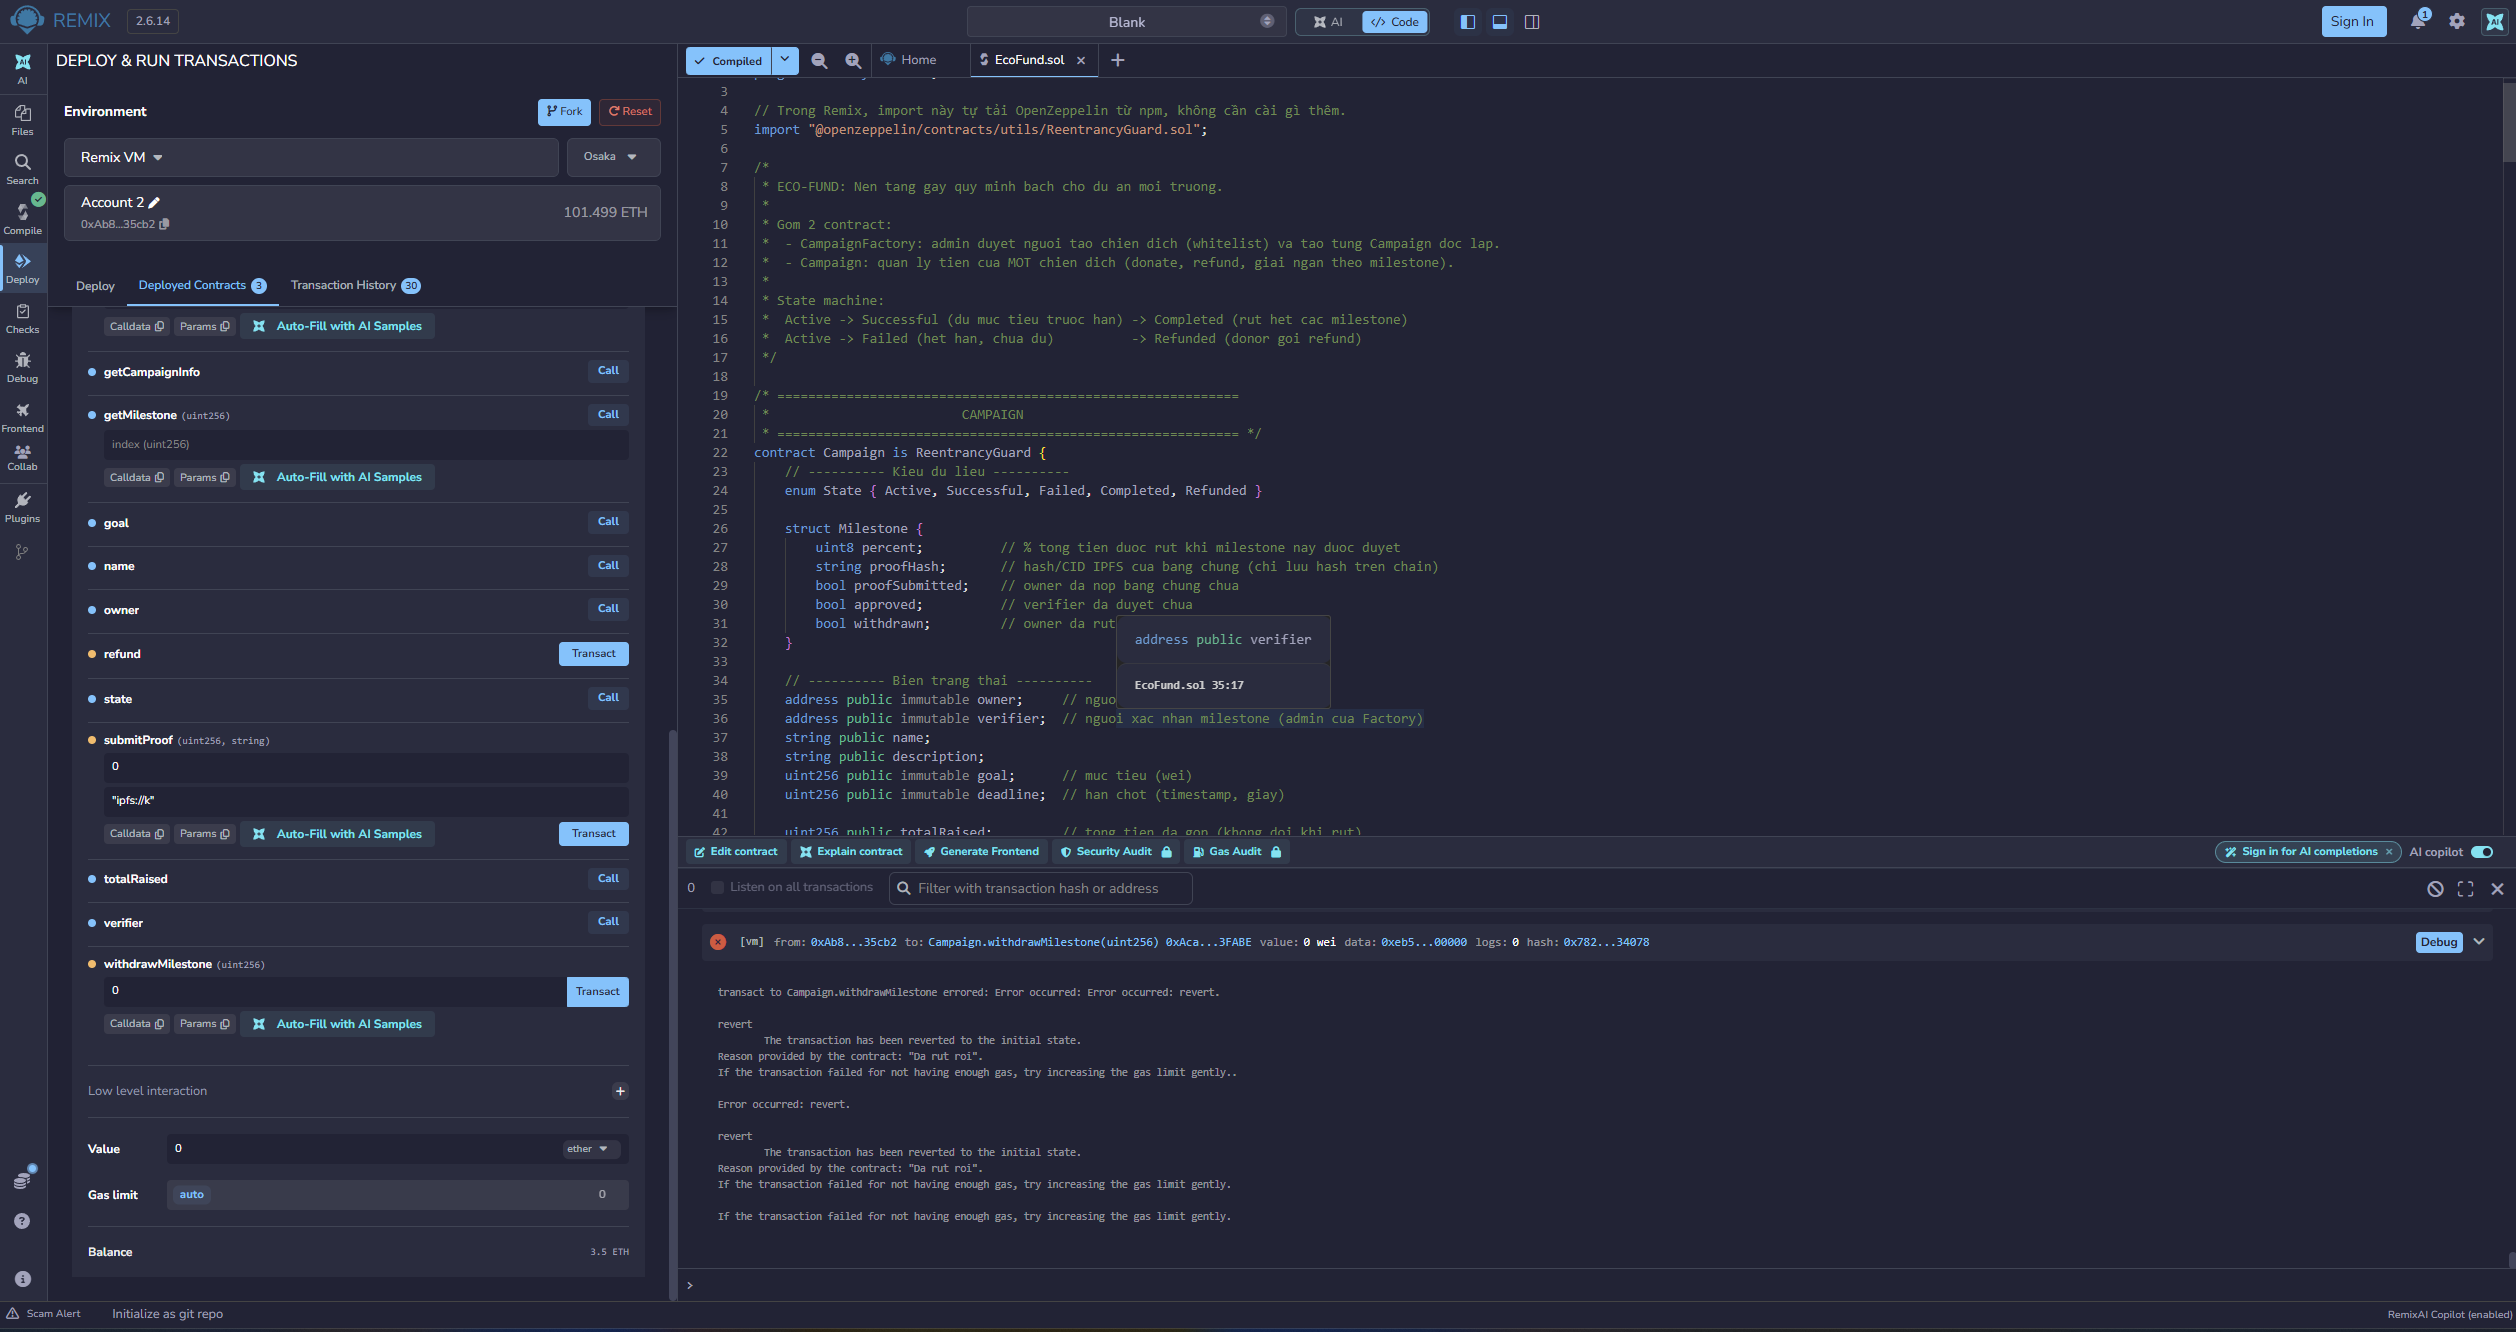 REMIX
2.6.14
Blank
AI
Code
Sign In
1
AI
DEPLOY & RUN TRANSACTIONS
Compiled
Home
EcoFund.sol
AI
Files
Search
Compile
Deploy
Checks
Debug
Frontend
Collab
Plugins
Environment
Fork
Reset
Remix VM
Osaka
Account 2
0xAb8...35cb2
101.499 ETH
Deploy
Deployed Contracts 3
Transaction History 30
Calldata
Params
Auto-Fill with AI Samples
getCampaignInfo
Call
getMilestone (uint256)
Call
index (uint256)
Calldata
Params
Auto-Fill with AI Samples
goal
Call
name
Call
owner
Call
refund
Transact
state
Call
submitProof (uint256, string)
0
"ipfs://k"
Calldata
Params
Auto-Fill with AI Samples
Transact
totalRaised
Call
verifier
Call
withdrawMilestone (uint256)
0
Transact
Calldata
Params
Auto-Fill with AI Samples
Low level interaction
Value
0
ether
Gas limit
auto
0
Balance
3.5 ETH
3
4 // Trong Remix, import này tự tải OpenZeppelin từ npm, không cần cài gì thêm.
5 import "@openzeppelin/contracts/utils/ReentrancyGuard.sol";
6
7 /*
8 * ECO-FUND: Nen tang gay quy minh bach cho du an moi truong.
9 *
10 * Gom 2 contract:
11 * - CampaignFactory: admin duyet nguoi tao chien dich (whitelist) va tao tung Campaign doc lap.
12 * - Campaign: quan ly tien cua MOT chien dich (donate, refund, giai ngan theo milestone).
13 *
14 * State machine:
15 * Active -> Successful (du muc tieu truoc han) -> Completed (rut het cac milestone)
16 * Active -> Failed (het han, chua du) -> Refunded (donor goi refund)
17 */
18
19 /* ============================================================
20 * CAMPAIGN
21 * ============================================================ */
22 contract Campaign is ReentrancyGuard {
23 // ---------- Kieu du lieu ----------
24 enum State { Active, Successful, Failed, Completed, Refunded }
25
26 struct Milestone {
27 uint8 percent; // % tong tien duoc rut khi milestone nay duoc duyet
28 string proofHash; // hash/CID IPFS cua bang chung (chi luu hash tren chain)
29 bool proofSubmitted; // owner da nop bang chung chua
30 bool approved; // verifier da duyet chua
31 bool withdrawn; // owner da rut
32 }
33
34 // ---------- Bien trang thai ----------
35 address public immutable owner; // nguo
36 address public immutable verifier; // nguoi xac nhan milestone (admin cua Factory)
37 string public name;
38 string public description;
39 uint256 public immutable goal; // muc tieu (wei)
40 uint256 public immutable deadline; // han chot (timestamp, giay)
41
42 uint256 public totalRaised; // tong tien da gop (khong doi khi rut)
address public verifier
EcoFund.sol 35:17
Edit contract
Explain contract
Generate Frontend
Security Audit
Gas Audit
Sign in for AI completions ×
AI copilot
0
Listen on all transactions
Filter with transaction hash or address
[vm] from: 0xAb8...35cb2 to: Campaign.withdrawMilestone(uint256) 0xAca...3FABE value: 0 wei data: 0xeb5...00000 logs: 0 hash: 0x782...34078
Debug
transact to Campaign.withdrawMilestone errored: Error occurred: Error occurred: revert.
revert
The transaction has been reverted to the initial state.
Reason provided by the contract: "Da rut roi".
If the transaction failed for not having enough gas, try increasing the gas limit gently..
Error occurred: revert.
revert
The transaction has been reverted to the initial state.
Reason provided by the contract: "Da rut roi".
If the transaction failed for not having enough gas, try increasing the gas limit gently.
If the transaction failed for not having enough gas, try increasing the gas limit gently.
>
Scam Alert
Initialize as git repo
RemixAI Copilot (enabled)